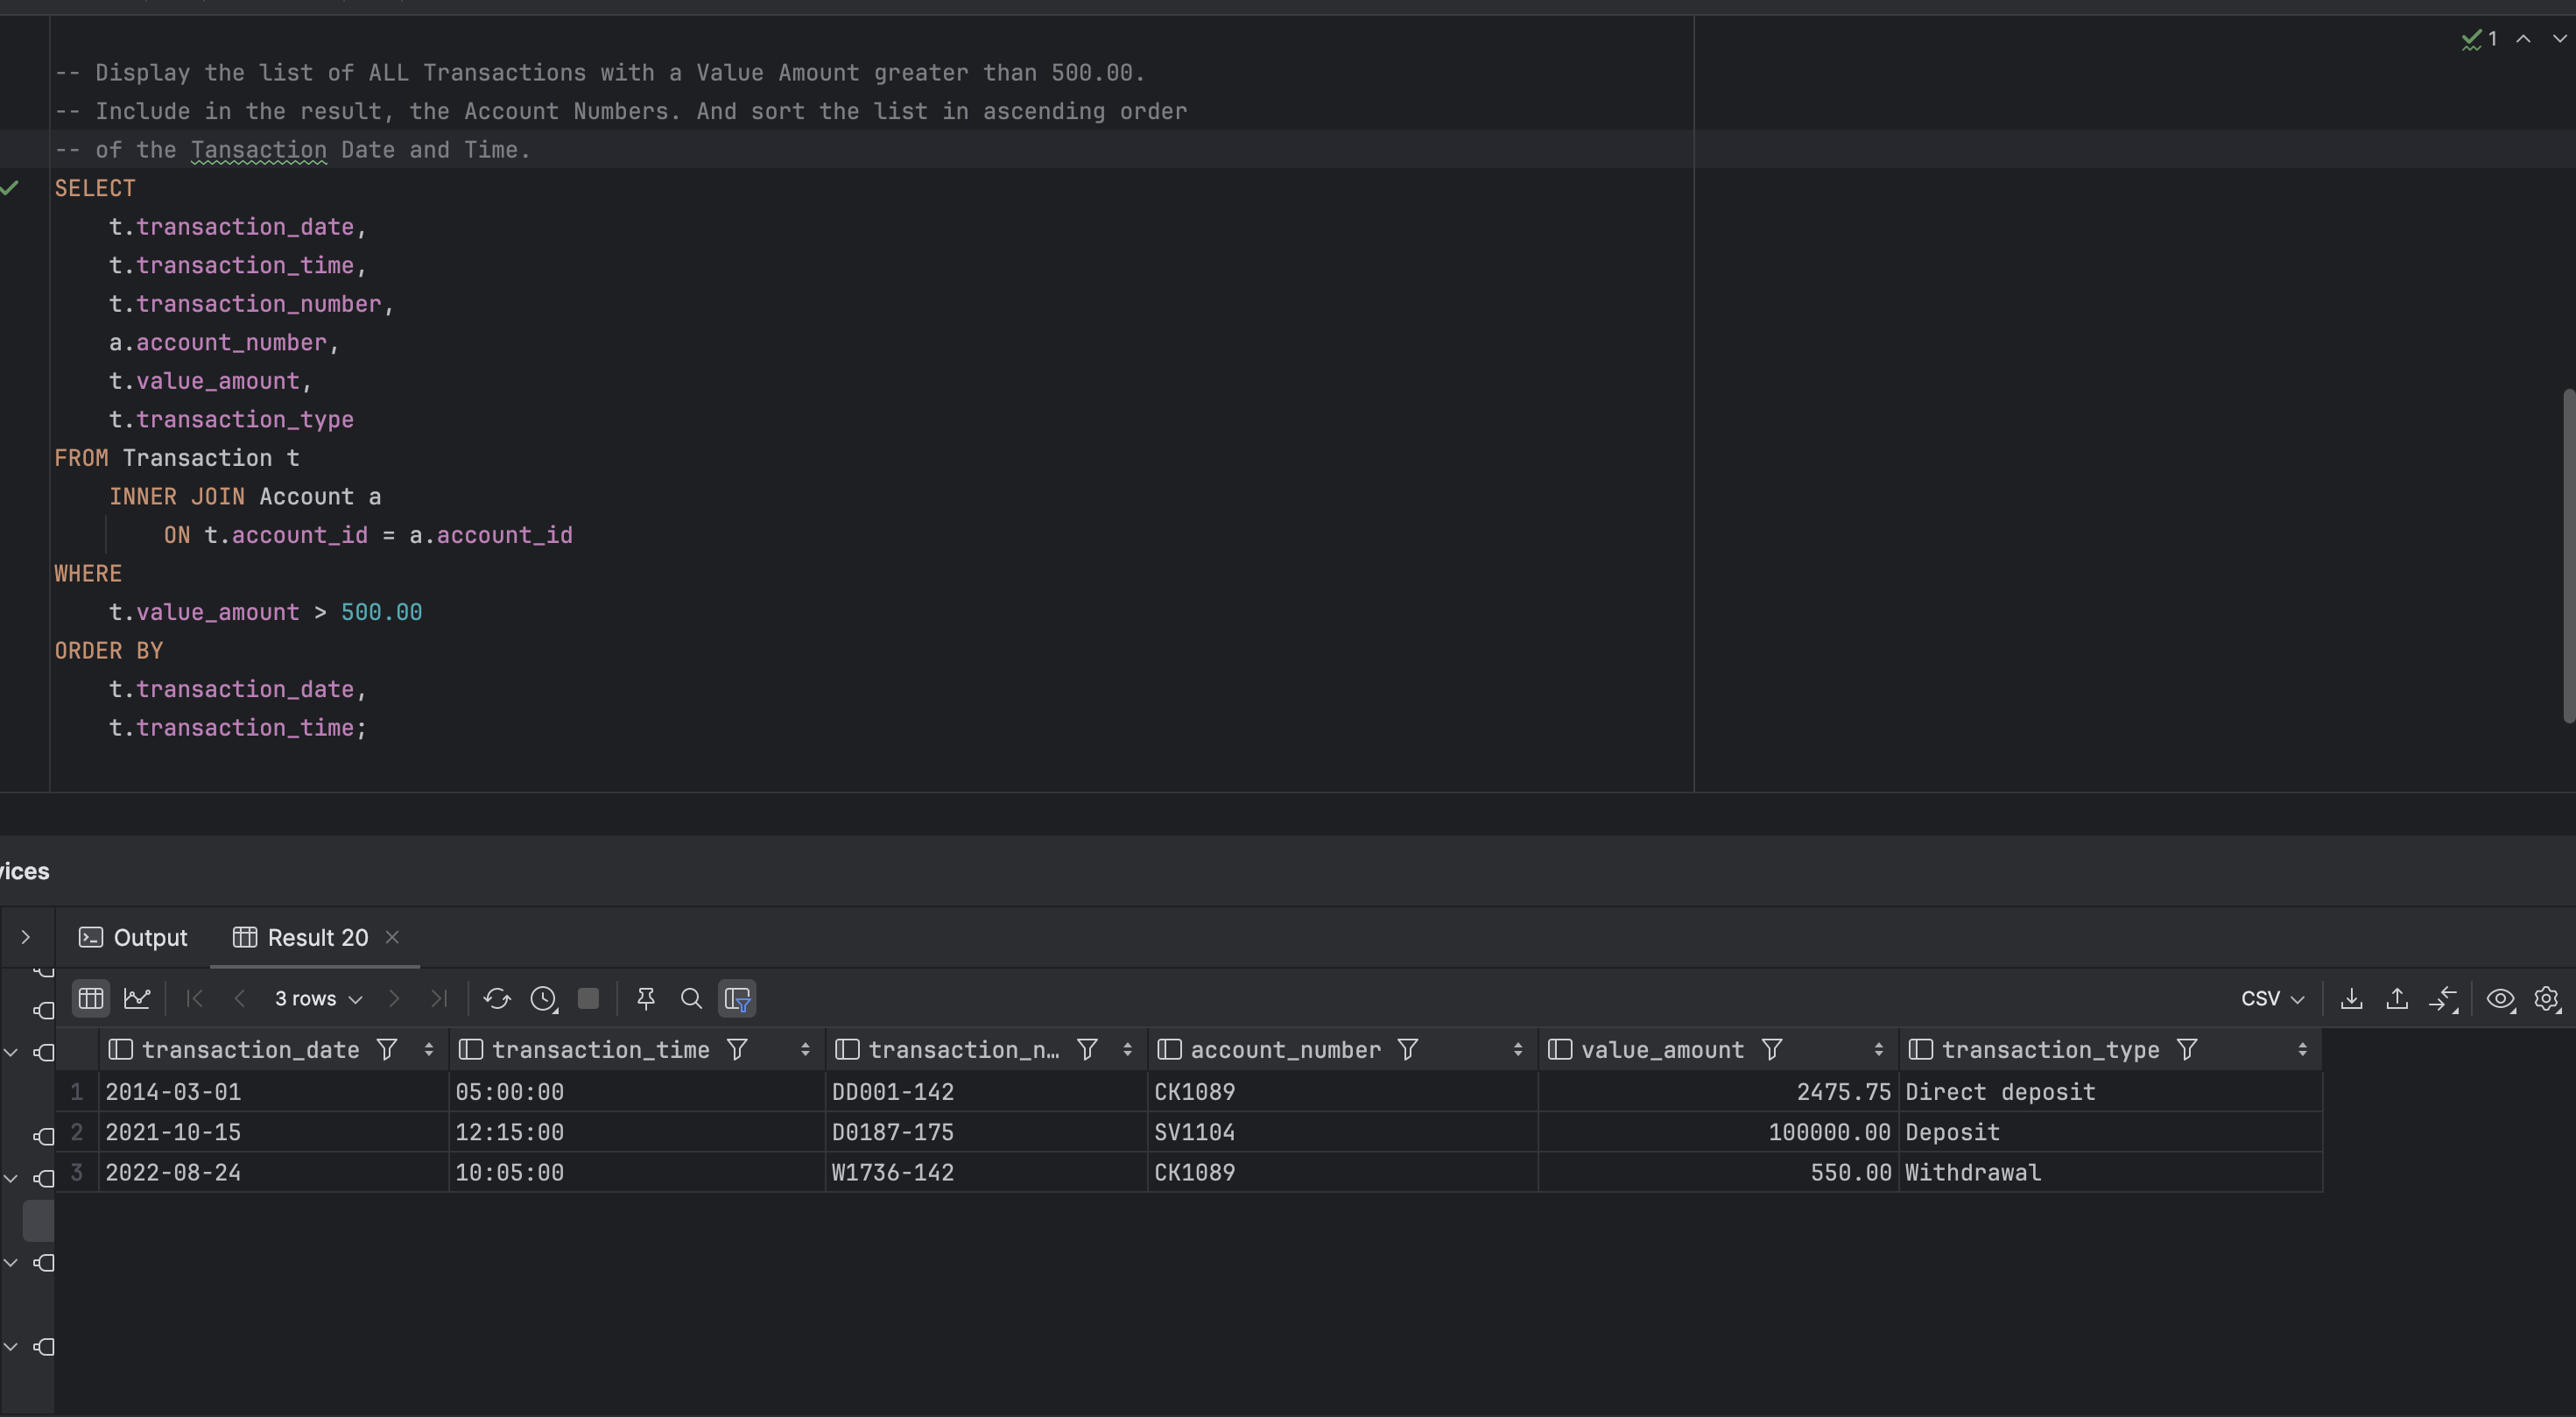 1
-- Display the list of ALL Transactions with a Value Amount greater than 500.00.
-- Include in the result, the Account Numbers. And sort the list in ascending order
-- of the Tansaction Date and Time.
SELECT
    t.transaction_date,
    t.transaction_time,
    t.transaction_number,
    a.account_number,
    t.value_amount,
    t.transaction_type
FROM Transaction t
    INNER JOIN Account a
        ON t.account_id = a.account_id
WHERE
    t.value_amount > 500.00
ORDER BY
    t.transaction_date,
    t.transaction_time;
vices
Output Result 20
3 rows CSV
transaction_date transaction_time transaction_n… account_number value_amount transaction_type
1 2014-03-01 05:00:00 DD001-142 CK1089 2475.75 Direct deposit
2 2021-10-15 12:15:00 D0187-175 SV1104 100000.00 Deposit
3 2022-08-24 10:05:00 W1736-142 CK1089 550.00 Withdrawal